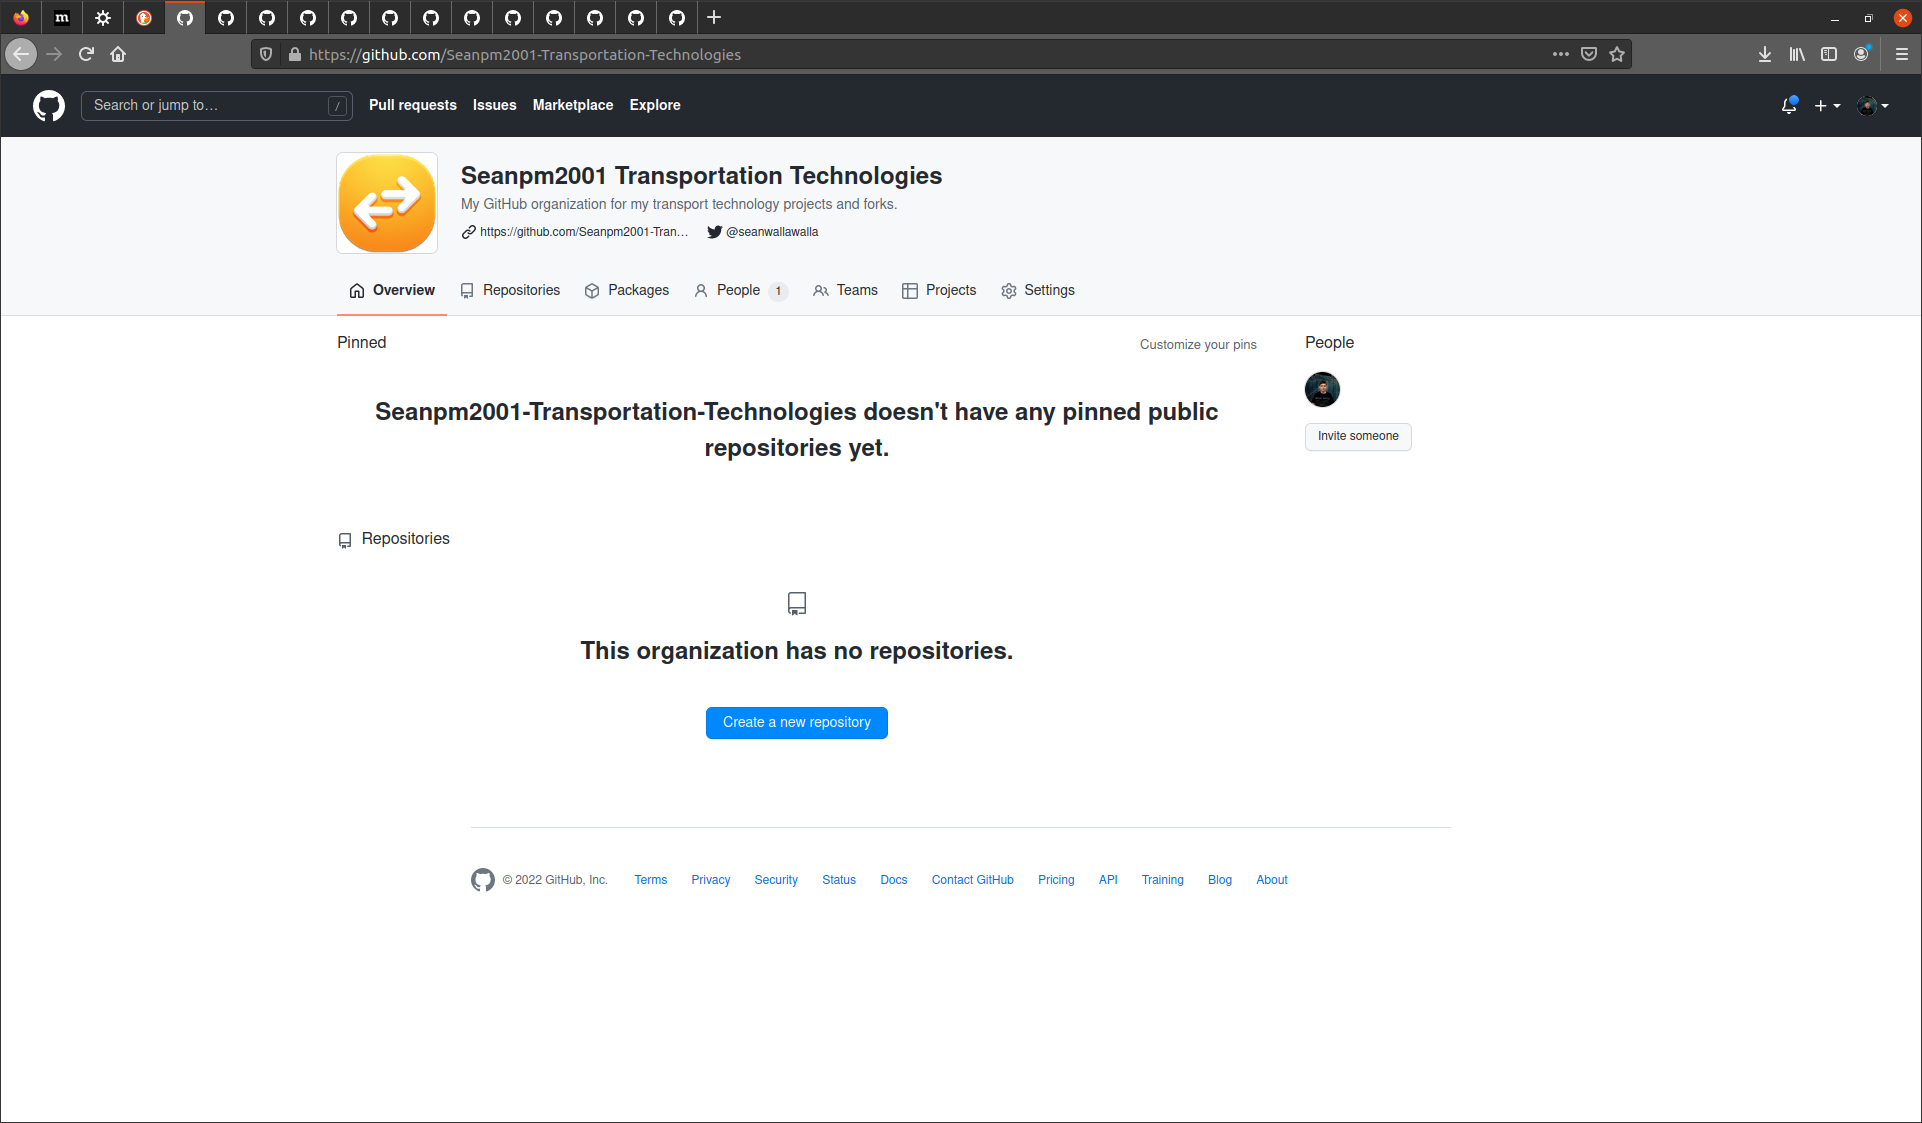 m
https://github.com/Seanpm2001-Transportation-Technologies
Search or jump to…
/
Pull requests
Issues
Marketplace
Explore
Seanpm2001 Transportation Technologies
My GitHub organization for my transport technology projects and forks.
https://github.com/Seanpm2001-Tran…
@seanwallawalla
Overview
Repositories
Packages
People 1
Teams
Projects
Settings
Pinned
Customize your pins
People
Seanpm2001-Transportation-Technologies doesn't have any pinned public
repositories yet.
Invite someone
Repositories
This organization has no repositories.
Create a new repository
© 2022 GitHub, Inc.
Terms
Privacy
Security
Status
Docs
Contact GitHub
Pricing
API
Training
Blog
About